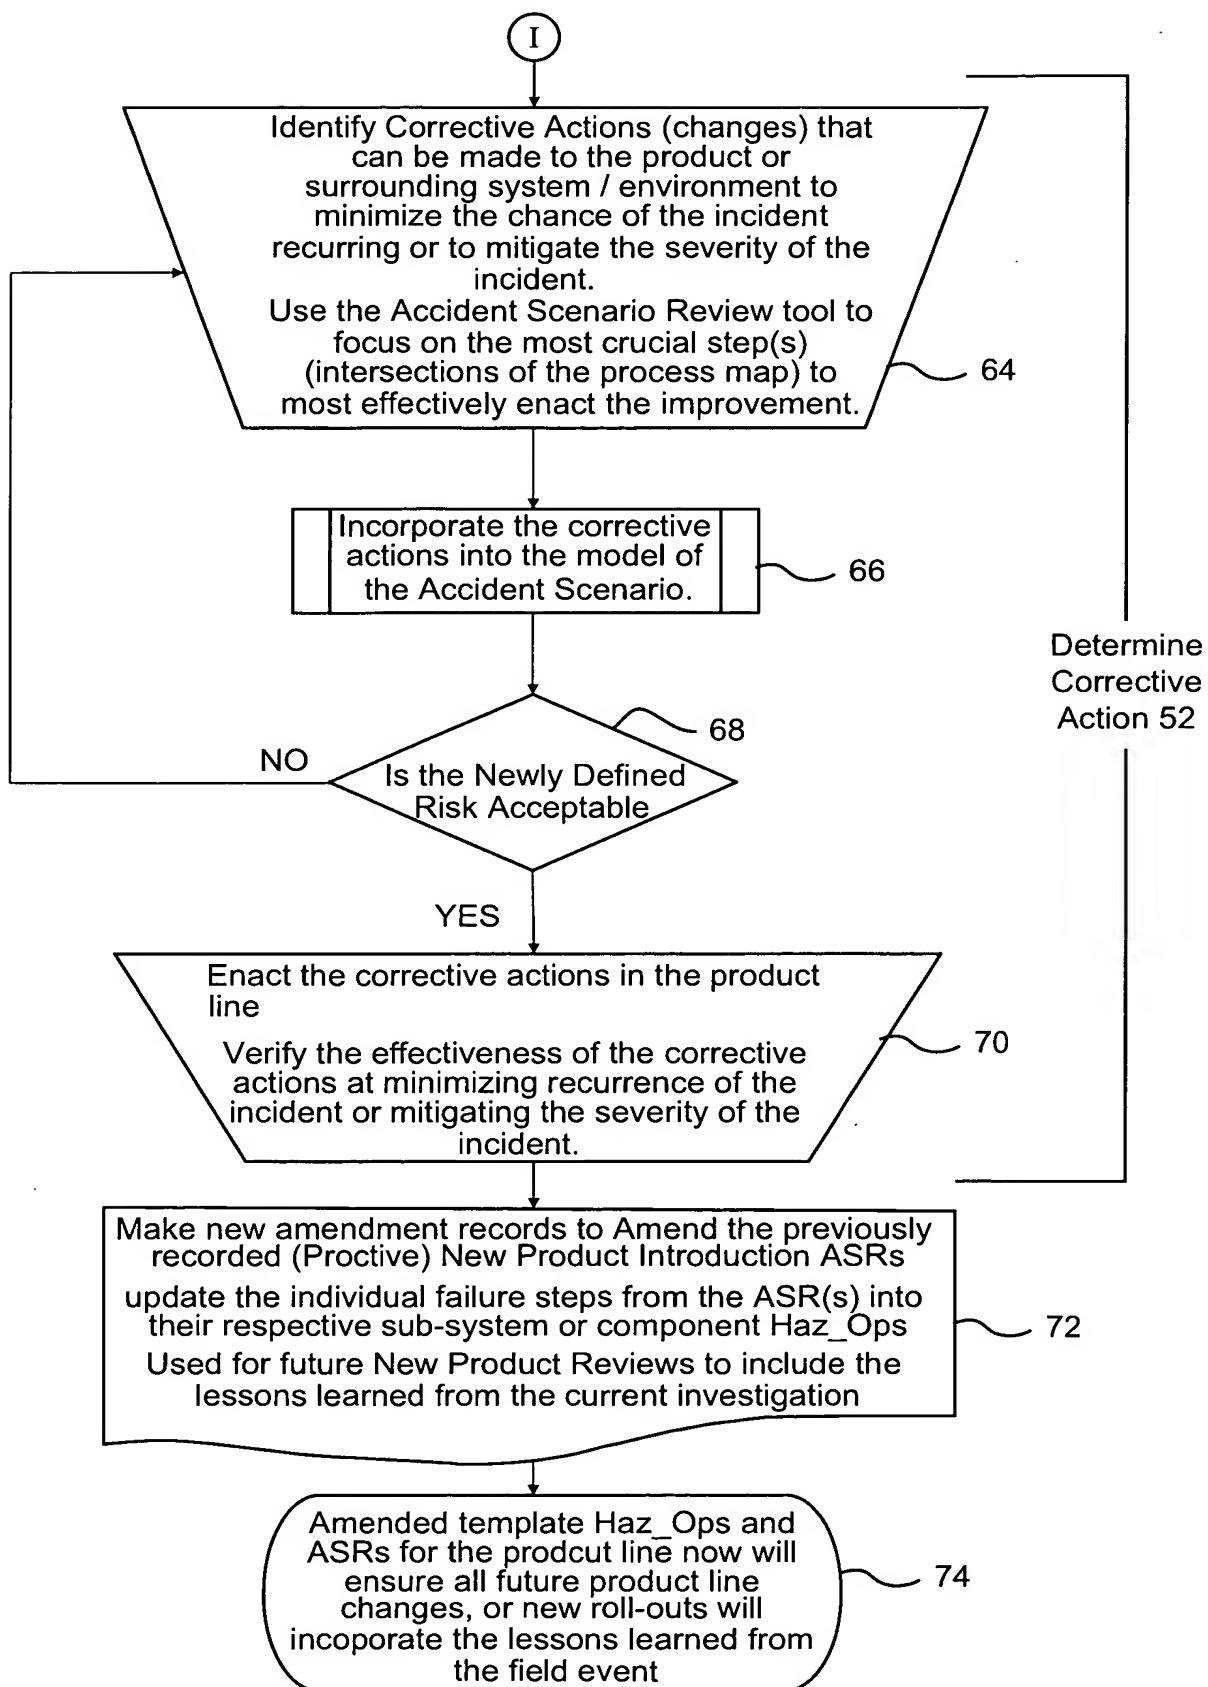 I
Identify Corrective Actions (changes) that
can be made to the product or
surrounding system / environment to
minimize the chance of the incident
recurring or to mitigate the severity of the
incident.
Use the Accident Scenario Review tool to
focus on the most crucial step(s)
(intersections of the process map) to
most effectively enact the improvement.
64
Incorporate the corrective
actions into the model of
the Accident Scenario.
66
Determine
Corrective
Action 52
68
NO
Is the Newly Defined
Risk Acceptable
YES
Enact the corrective actions in the product
line
Verify the effectiveness of the corrective
actions at minimizing recurrence of the
incident or mitigating the severity of the
incident.
70
Make new amendment records to Amend the previously
recorded (Proctive) New Product Introduction ASRs
update the individual failure steps from the ASR(s) into
their respective sub-system or component Haz_Ops
Used for future New Product Reviews to include the
lessons learned from the current investigation
72
Amended template Haz_Ops and
ASRs for the prodcut line now will
ensure all future product line
changes, or new roll-outs will
incoporate the lessons learned from
the field event
74